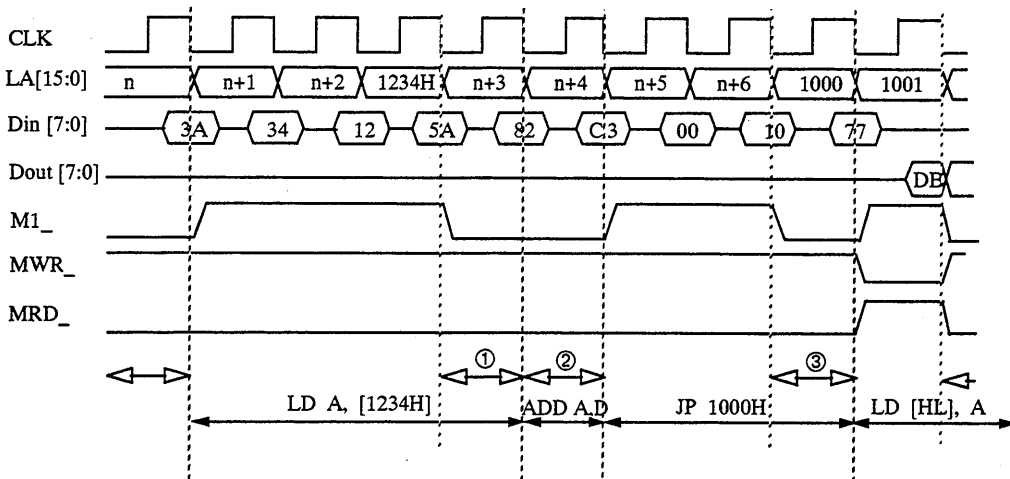 CLK
LA[15:0] n n+1 n+2 1234H n+3 n+4 n+5 n+6 1000 1001
Din [7:0] 3A 34 12 5A 82 C3 00 10 77
Dout [7:0] DE
M1_
MWR_
MRD_
① ② ③
LD A, [1234H] ADD A,D JP 1000H LD [HL], A